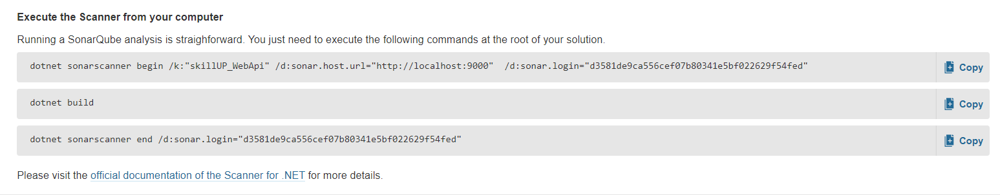 Execute the Scanner from your computer
Running a SonarQube analysis is straighforward. You just need to execute the following commands at the root of your solution.
dotnet sonarscanner begin /k:"skillUP_WebApi" /d:sonar.host.url="http://localhost:9000"  /d:sonar.login="d3581de9ca556cef07b80341e5bf022629f54fed"
Copy
dotnet build
Copy
dotnet sonarscanner end /d:sonar.login="d3581de9ca556cef07b80341e5bf022629f54fed"
Copy
Please visit the official documentation of the Scanner for .NET for more details.